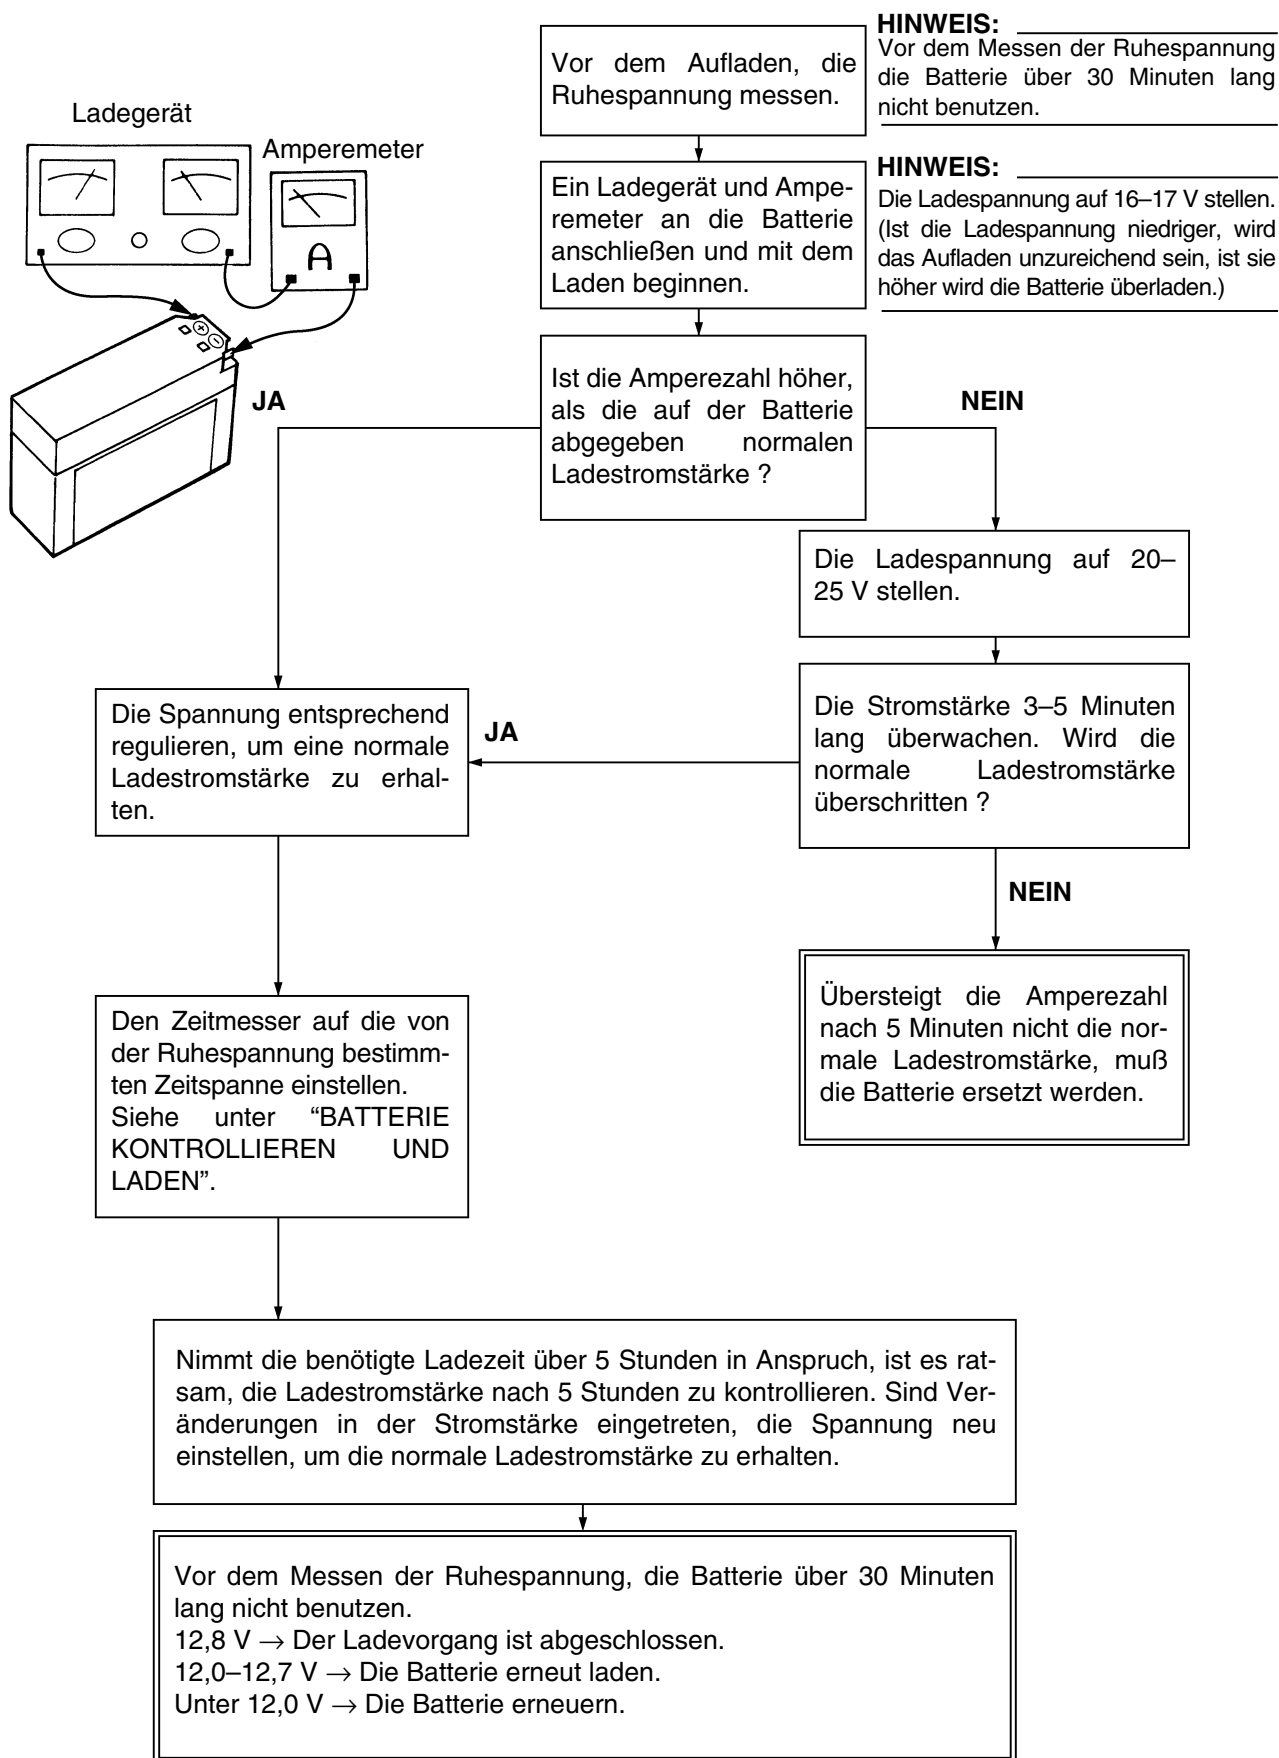 Vor dem Aufladen, die
Ruhespannung messen.
HINWEIS:
Vor dem Messen der Ruhespannung
die Batterie über 30 Minuten lang
nicht benutzen.
Ladegerät
Amperemeter
A
Ein Ladegerät und Ampe-
remeter an die Batterie
anschließen und mit dem
Laden beginnen.
HINWEIS:
Die Ladespannung auf 16–17 V stellen.
(Ist die Ladespannung niedriger, wird
das Aufladen unzureichend sein, ist sie
höher wird die Batterie überladen.)
Ist die Amperezahl höher,
als die auf der Batterie
abgegeben normalen
Ladestromstärke ?
JA
NEIN
Die Ladespannung auf 20–
25 V stellen.
Die Stromstärke 3–5 Minuten
lang überwachen. Wird die
normale Ladestromstärke
überschritten ?
JA
Die Spannung entsprechend
regulieren, um eine normale
Ladestromstärke zu erhal-
ten.
NEIN
Übersteigt die Amperezahl
nach 5 Minuten nicht die nor-
male Ladestromstärke, muß
die Batterie ersetzt werden.
Den Zeitmesser auf die von
der Ruhespannung bestimm-
ten Zeitspanne einstellen.
Siehe unter “BATTERIE
KONTROLLIEREN UND
LADEN”.
Nimmt die benötigte Ladezeit über 5 Stunden in Anspruch, ist es rat-
sam, die Ladestromstärke nach 5 Stunden zu kontrollieren. Sind Ver-
änderungen in der Stromstärke eingetreten, die Spannung neu
einstellen, um die normale Ladestromstärke zu erhalten.
Vor dem Messen der Ruhespannung, die Batterie über 30 Minuten
lang nicht benutzen.
12,8 V → Der Ladevorgang ist abgeschlossen.
12,0–12,7 V → Die Batterie erneut laden.
Unter 12,0 V → Die Batterie erneuern.